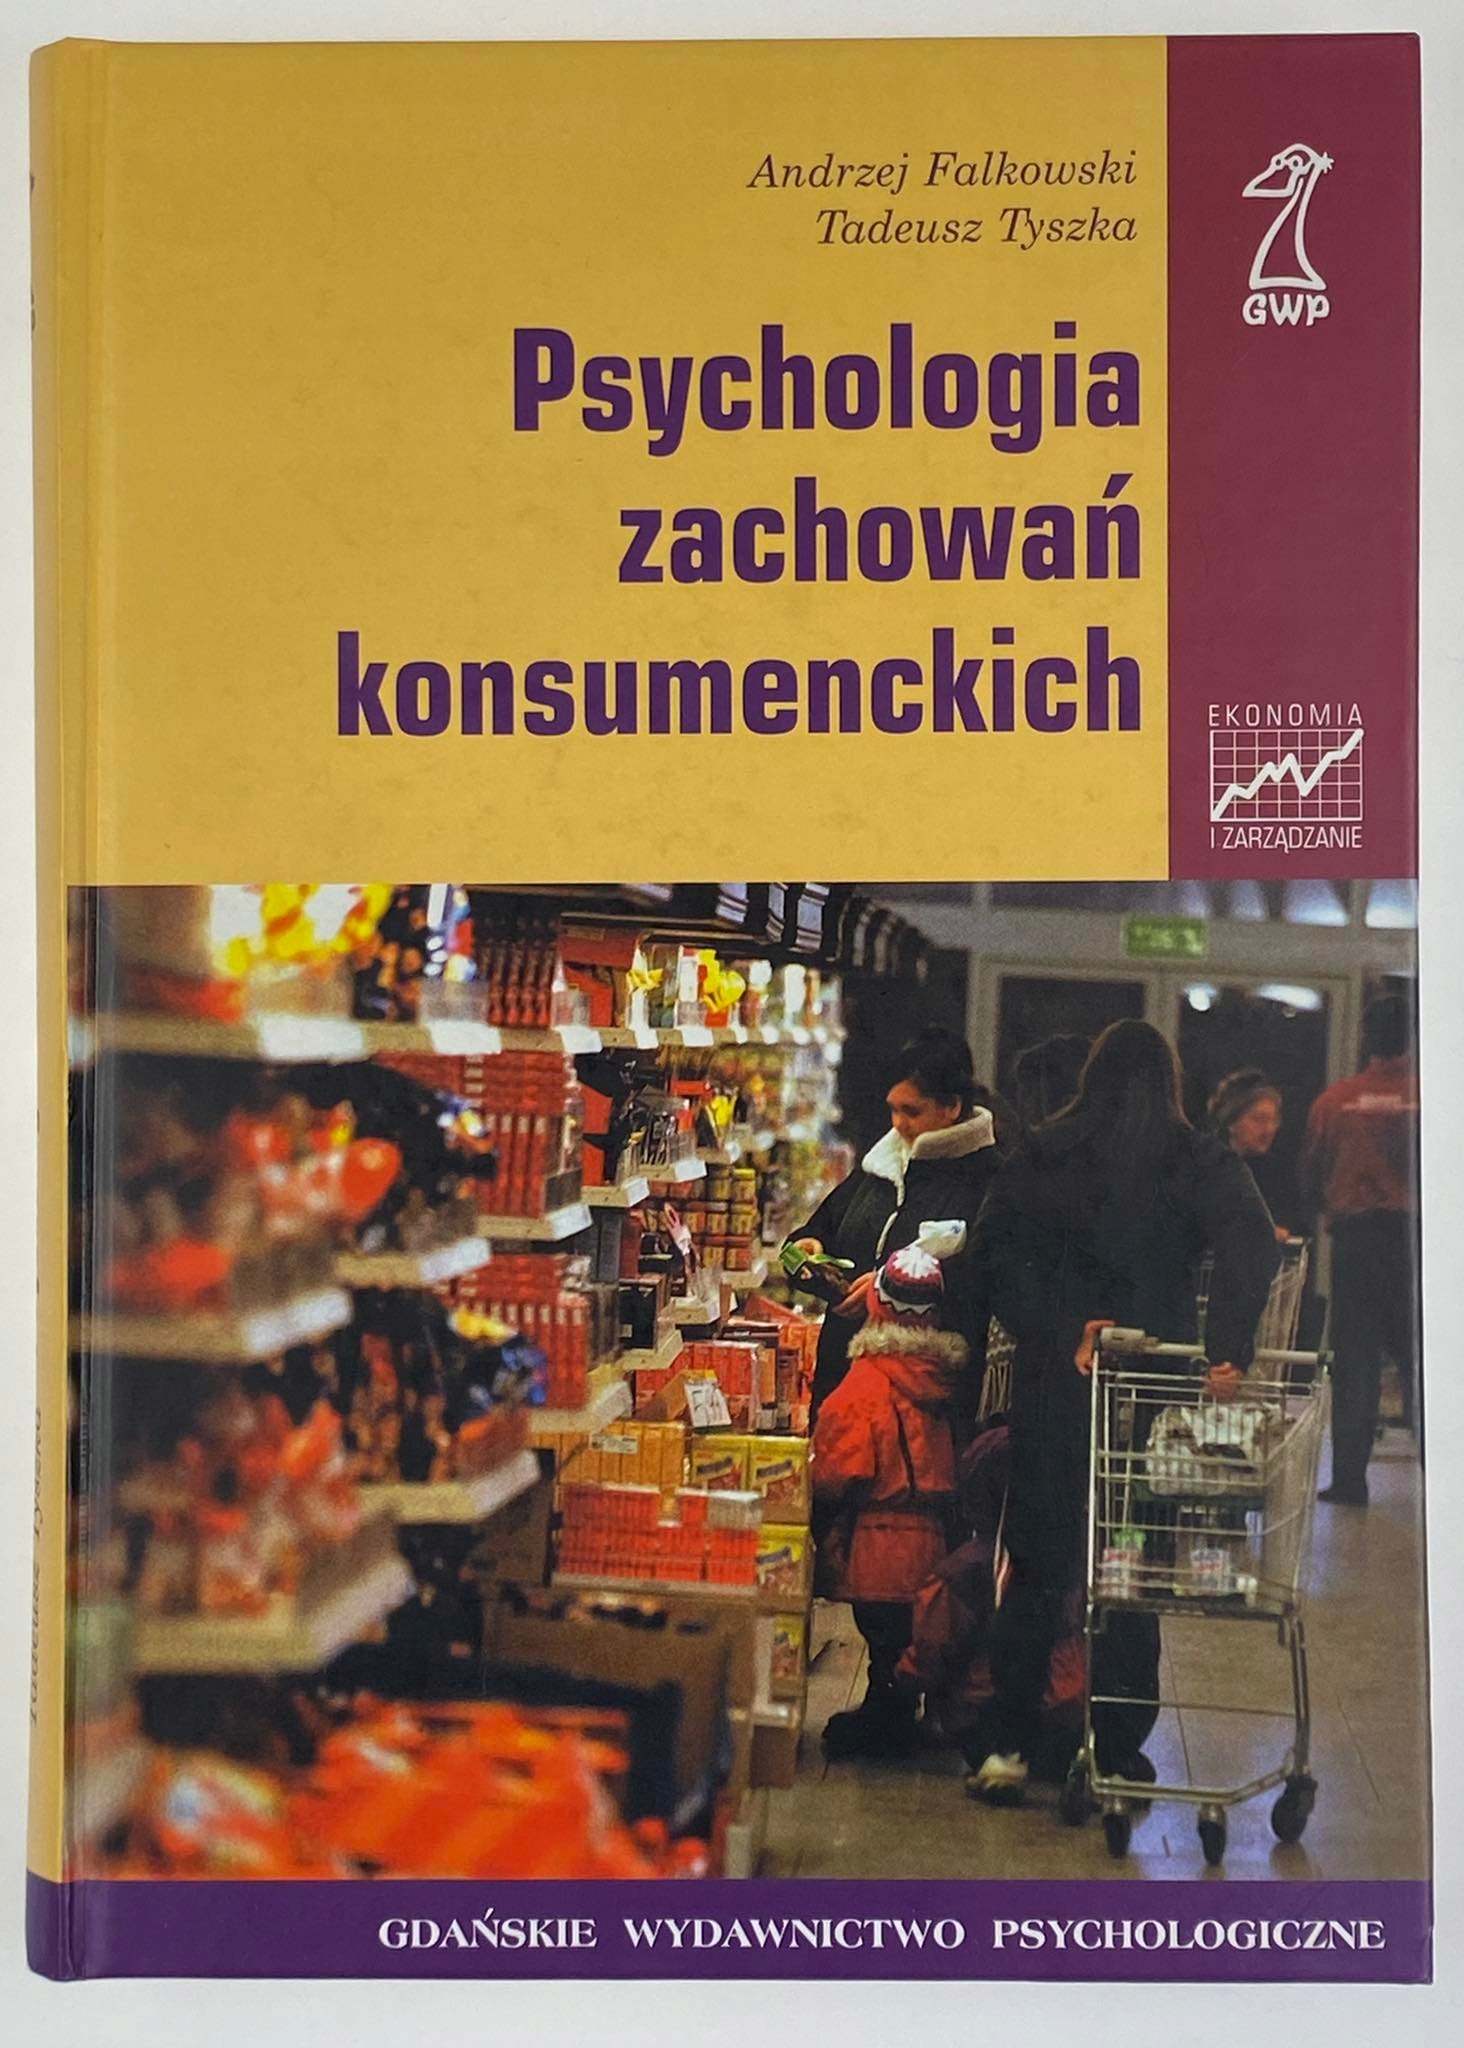 Andrzej Falkowski
Tadeusz Tyszka
GWP
Psychologia
zachowań
konsumenckich
EKONOMIA
I ZARZĄDZANIE
GDAŃSKIE WYDAWNICTWO PSYCHOLOGICZNE